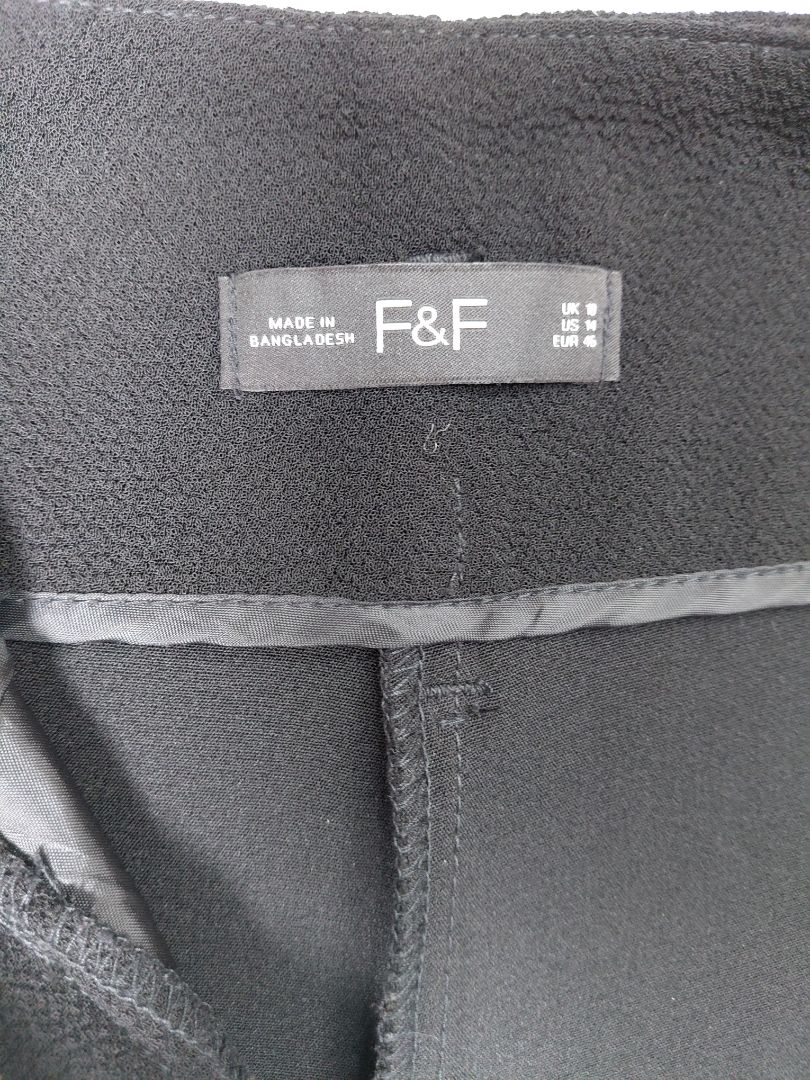 MADE IN
BANGLADESH
F&F
UK 18
US 14
EUR 46